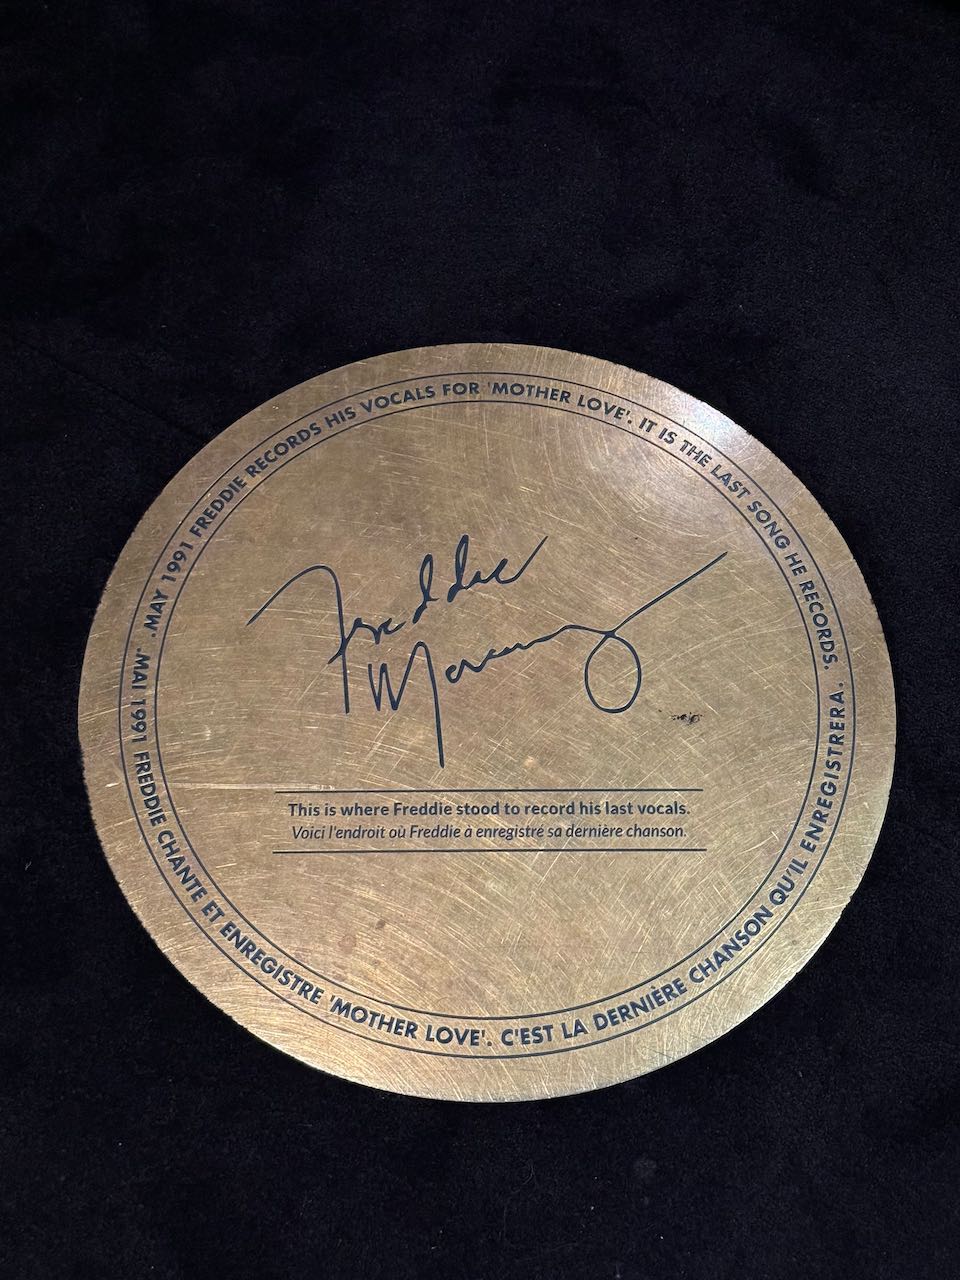 · MAY 1991 FREDDIE RECORDS HIS VOCALS FOR 'MOTHER LOVE'. IT IS THE LAST SONG HE RECORDS.
Freddie
Mercury
This is where Freddie stood to record his last vocals.
Voici l'endroit où Freddie a enregistré sa dernière chanson.
· MAI 1991 FREDDIE CHANTE ET ENREGISTRE 'MOTHER LOVE'. C'EST LA DERNIÈRE CHANSON QU'IL ENREGISTRERA.